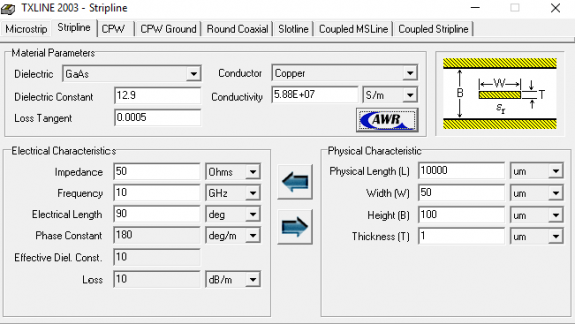 TXLINE 2003 - Stripline
Microstrip Stripline CPW CPW Ground Round Coaxial Slotline Coupled MSLine Coupled Stripline
Material Parameters
Dielectric GaAs Conductor Copper
Dielectric Constant 12.9 Conductivity 5.88E+07 S/m
Loss Tangent 0.0005 AWR
B W T
εr
Electrical Characteristics
Impedance 50 Ohms
Frequency 10 GHz
Electrical Length 90 deg
Phase Constant 180 deg/m
Effective Diel. Const. 10
Loss 10 dB/m
Physical Characteristic
Physical Length (L) 10000 um
Width (W) 50 um
Height (B) 100 um
Thickness (T) 1 um